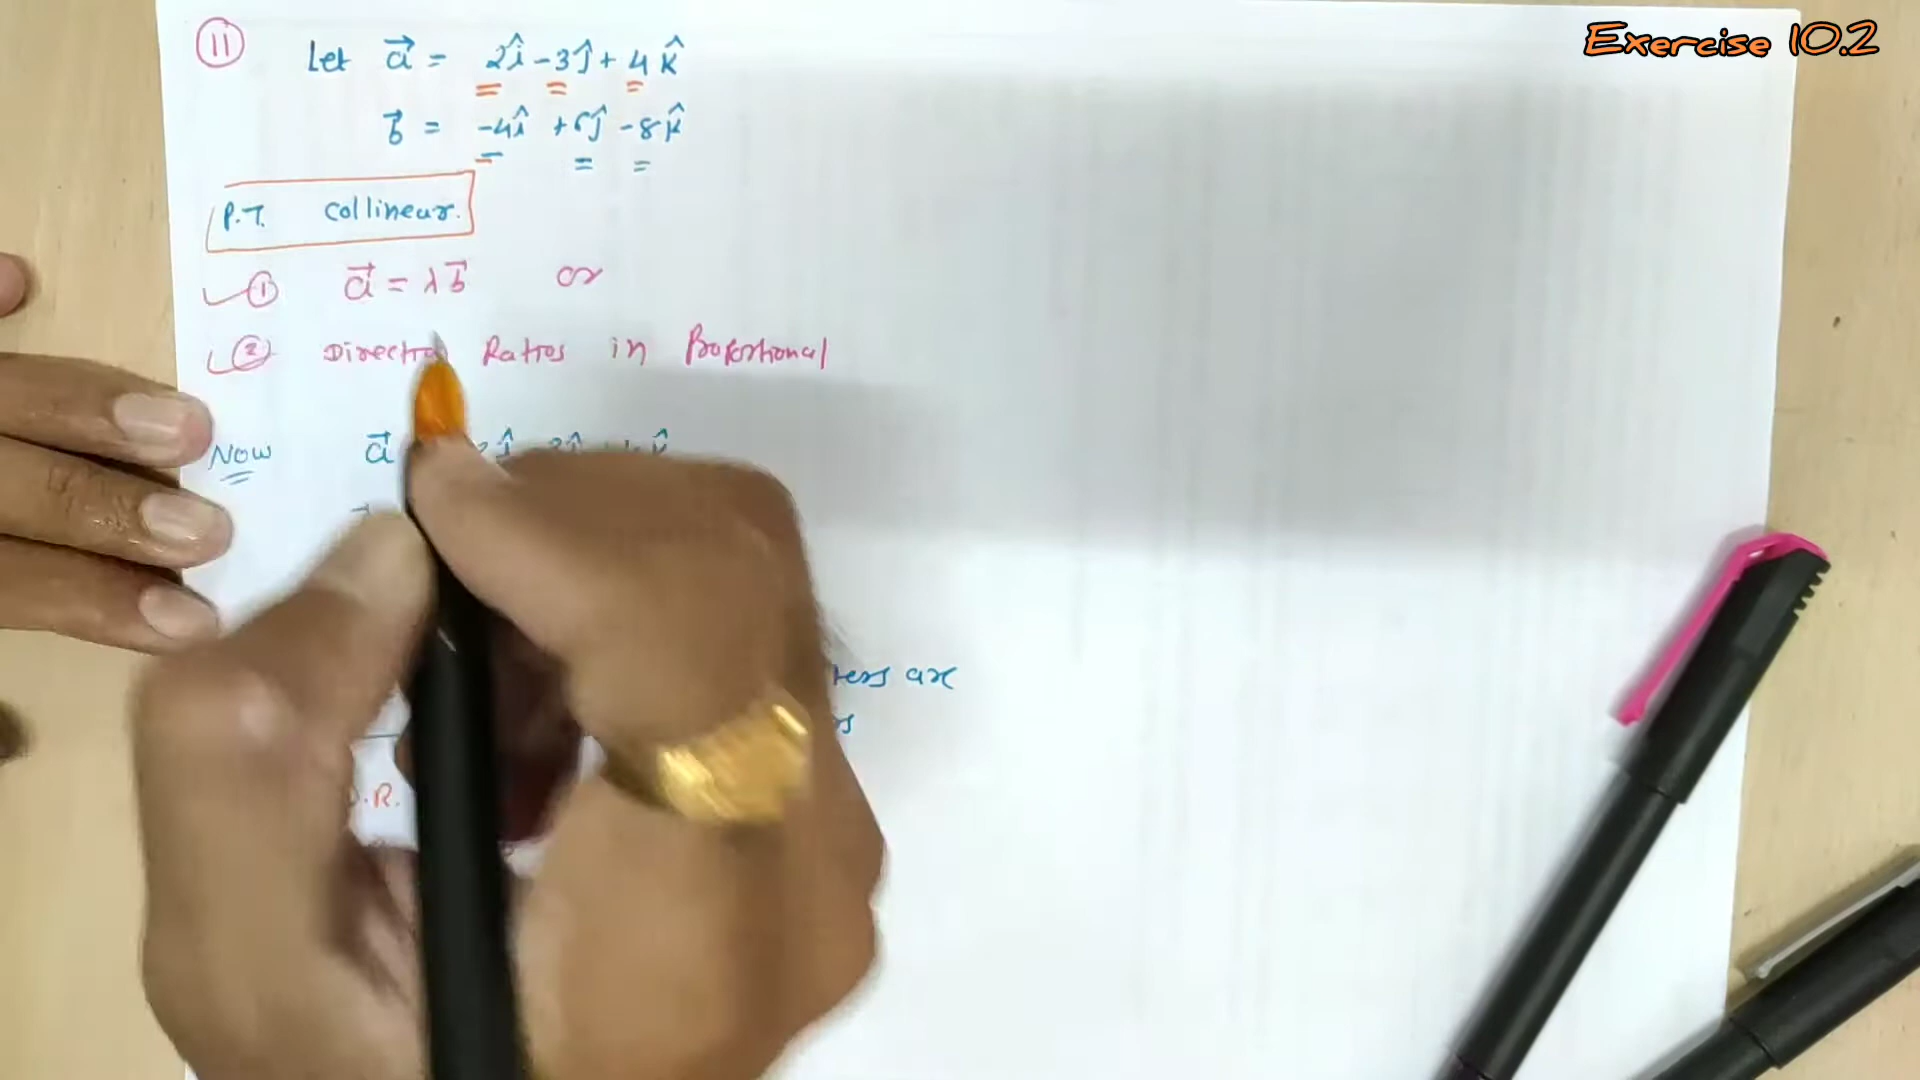 Exercise 10.2
11 Let a⃗ = 2î - 3ĵ + 4k̂
b⃗ = -4î + 6ĵ - 8k̂
P.T. Collinear.
1 a⃗ = λb⃗ or
2 Direction Ratios in Proportional
Now a⃗
are
D.R.